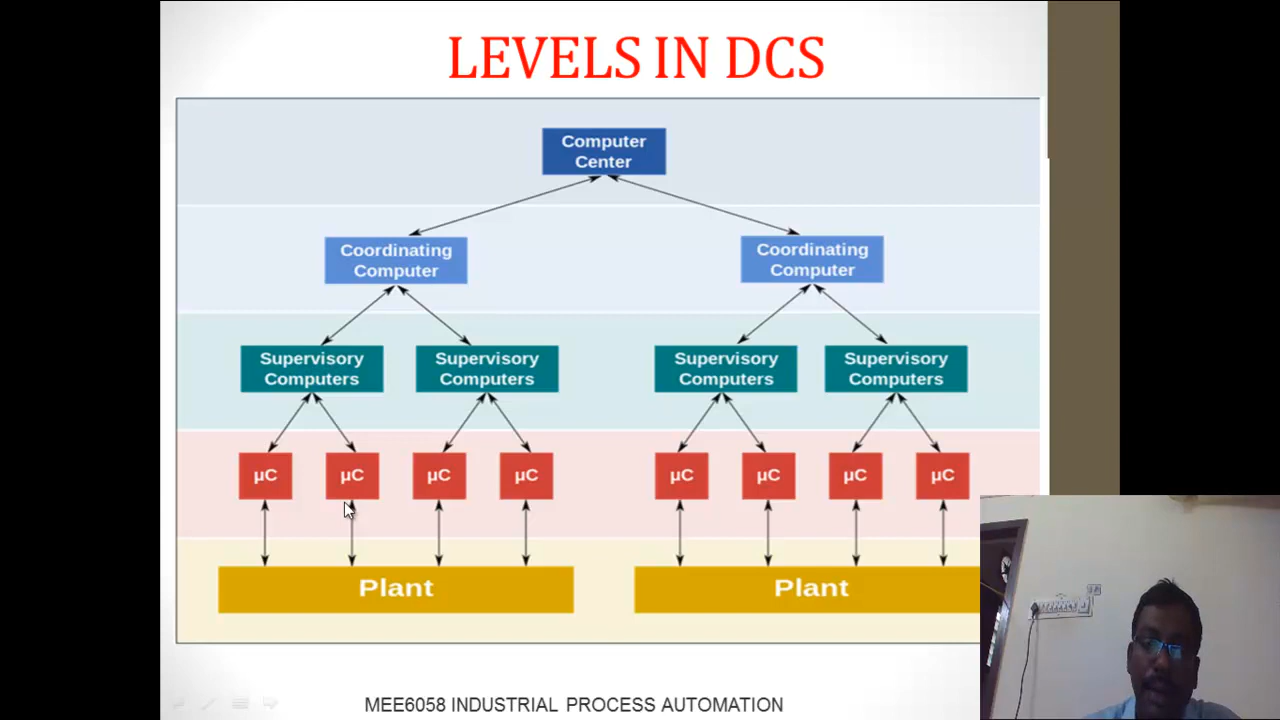 LEVELS IN DCS
Computer
Center
Coordinating
Computer
Coordinating
Computer
Supervisory
Computers
Supervisory
Computers
Supervisory
Computers
Supervisory
Computers
µC
µC
µC
µC
µC
µC
µC
µC
Plant
Plant
MEE6058 INDUSTRIAL PROCESS AUTOMATION